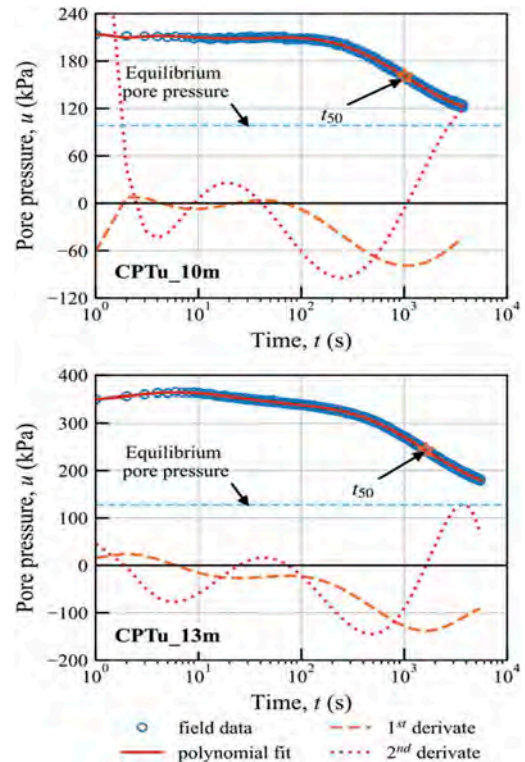 240
180
120
60
0
−60
−120
Pore pressure, u (kPa)
Equilibrium
pore pressure
t50
CPTu_10m
10^0
10^1
10^2
10^3
10^4
Time, t (s)
400
300
200
100
0
−100
−200
Pore pressure, u (kPa)
Equilibrium
pore pressure
t50
CPTu_13m
10^0
10^1
10^2
10^3
10^4
Time, t (s)
field data
1st derivate
polynomial fit
2nd derivate